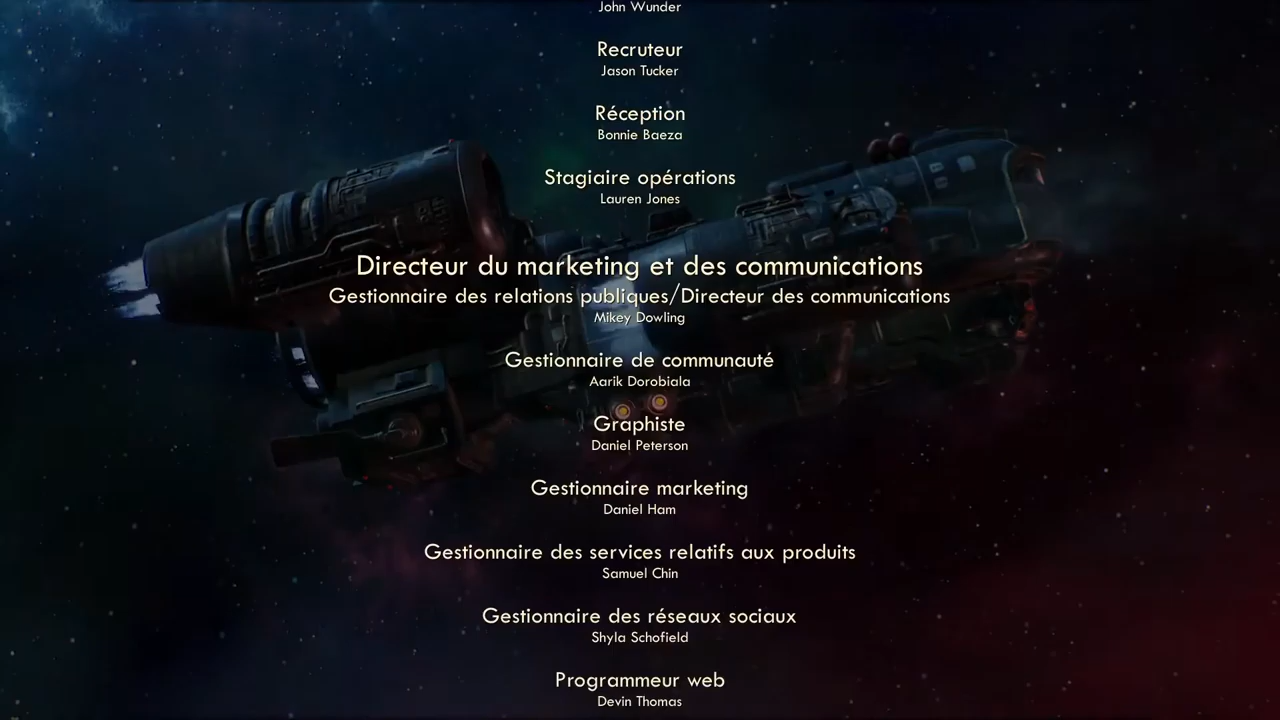 John Wunder
Recruteur
Jason Tucker
Réception
Bonnie Baeza
Stagiaire opérations
Lauren Jones
Directeur du marketing et des communications
Gestionnaire des relations publiques/Directeur des communications
Mikey Dowling
Gestionnaire de communauté
Aarik Dorobiala
Graphiste
Daniel Peterson
Gestionnaire marketing
Daniel Ham
Gestionnaire des services relatifs aux produits
Samuel Chin
Gestionnaire des réseaux sociaux
Shyla Schofield
Programmeur web
Devin Thomas